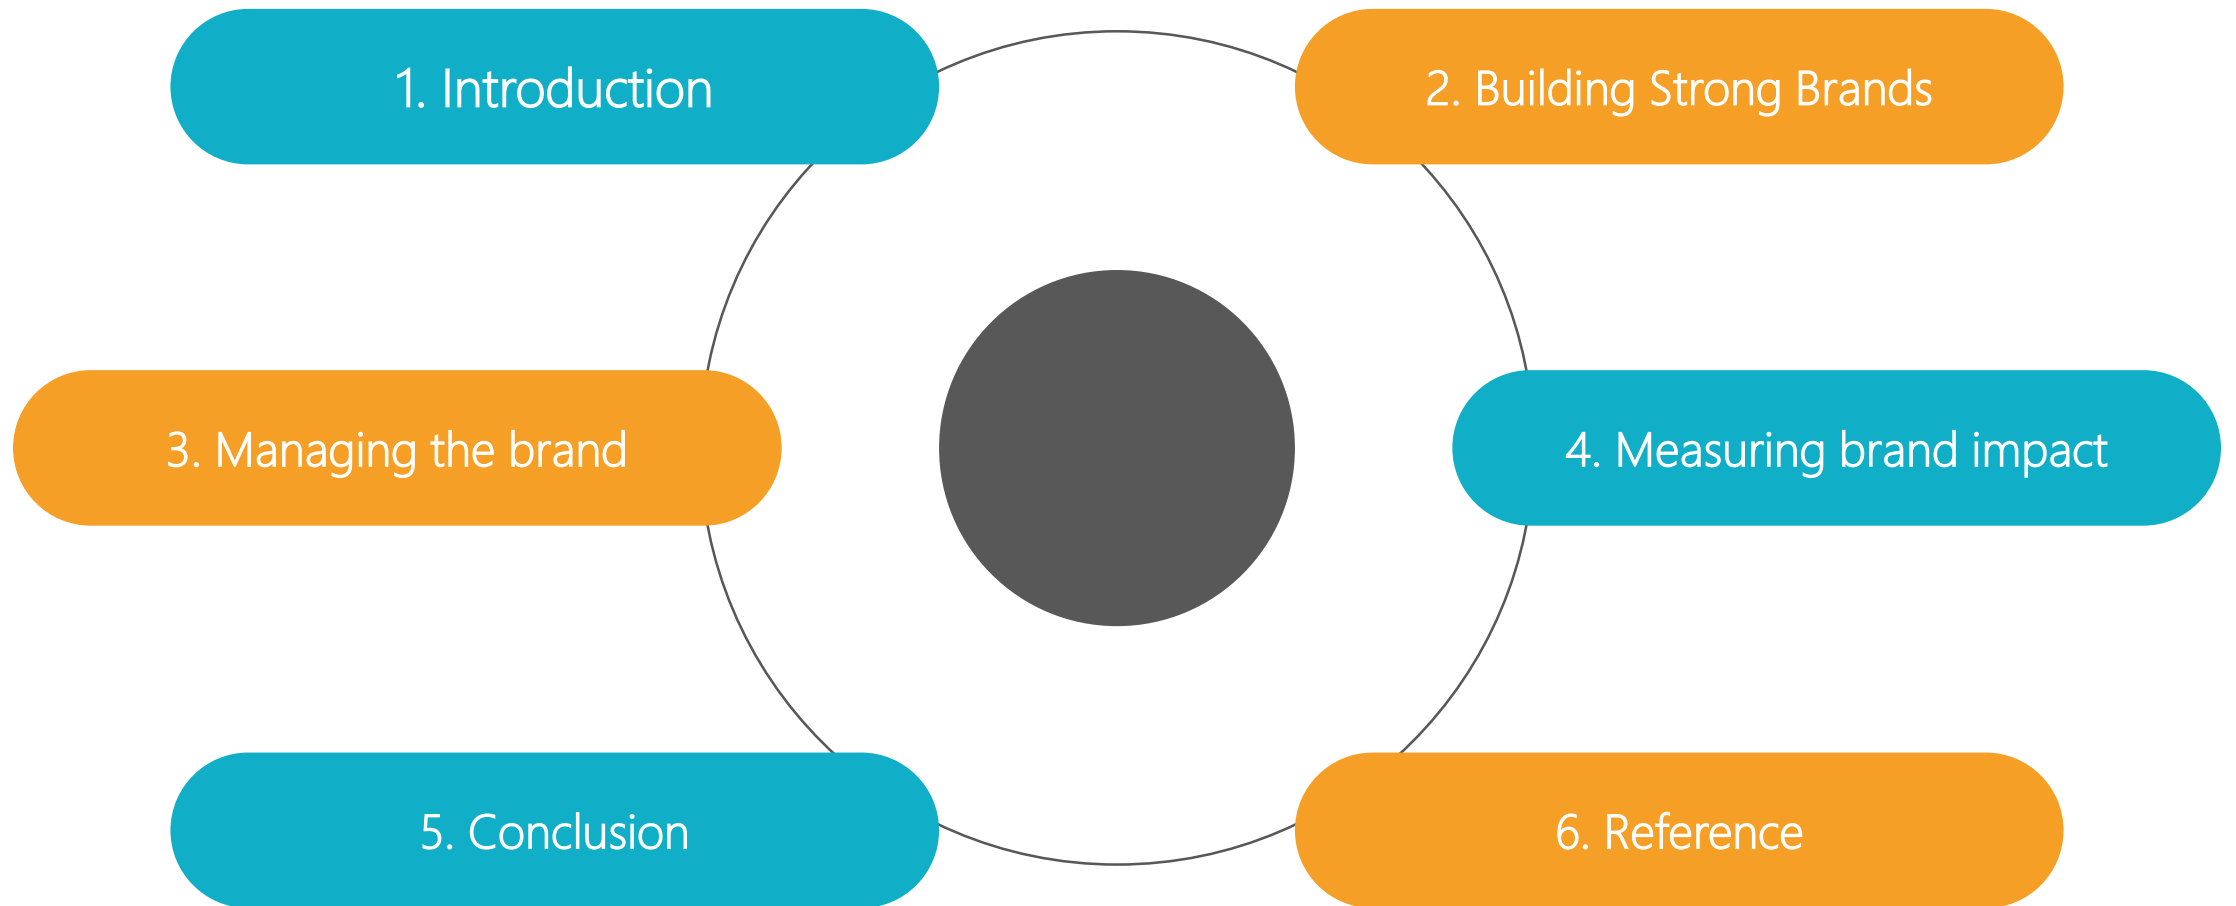 1. Introduction
2. Building Strong Brands
3. Managing the brand
4. Measuring brand impact
5. Conclusion
6. Reference